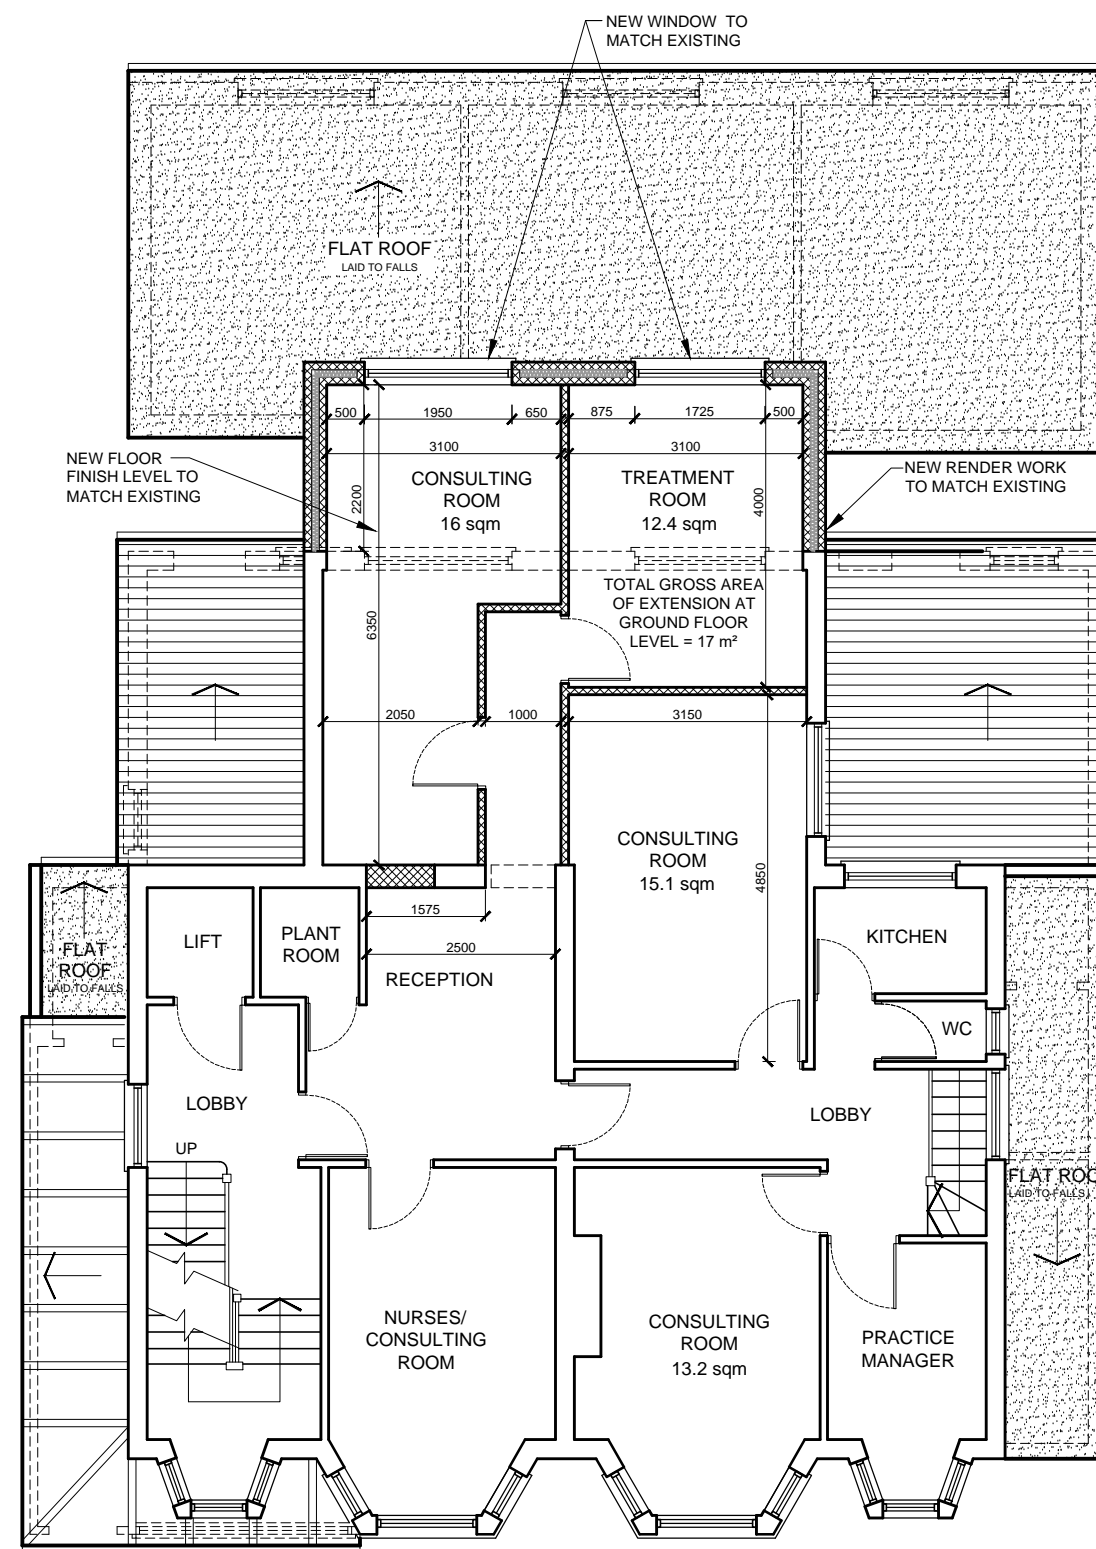 NEW WINDOW TO
MATCH EXISTING
FLAT ROOF
LAID TO FALLS
500
1950
650
875
1725
500
3100
3100
NEW FLOOR
FINISH LEVEL TO
MATCH EXISTING
CONSULTING
ROOM
16 sqm
TREATMENT
ROOM
12.4 sqm
NEW RENDER WORK
TO MATCH EXISTING
2200
4000
TOTAL GROSS AREA
OF EXTENSION AT
GROUND FLOOR
LEVEL = 17 m²
6350
2050
1000
3150
CONSULTING
ROOM
15.1 sqm
4850
1575
2500
LIFT
PLANT
ROOM
RECEPTION
KITCHEN
FLAT
ROOF
LAID TO FALLS
WC
LOBBY
LOBBY
UP
FLAT ROO
LAID TO FALLS
NURSES/
CONSULTING
ROOM
CONSULTING
ROOM
13.2 sqm
PRACTICE
MANAGER